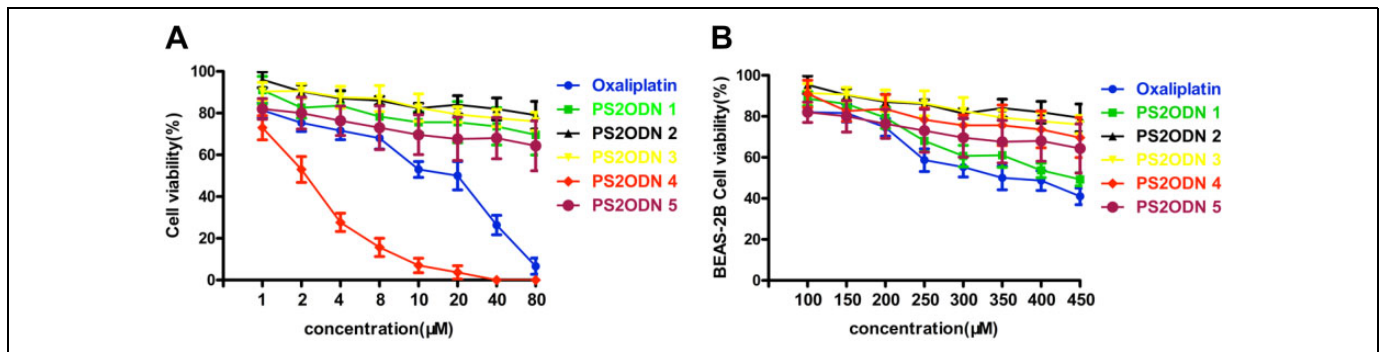 A
Cell viability(%)
100
80
60
40
20
0
1 2 4 8 10 20 40 80
concentration(µM)
Oxaliplatin
PS2ODN 1
PS2ODN 2
PS2ODN 3
PS2ODN 4
PS2ODN 5
B
BEAS-2B Cell viability(%)
100
80
60
40
20
0
100 150 200 250 300 350 400 450
concentration(µM)
Oxaliplatin
PS2ODN 1
PS2ODN 2
PS2ODN 3
PS2ODN 4
PS2ODN 5